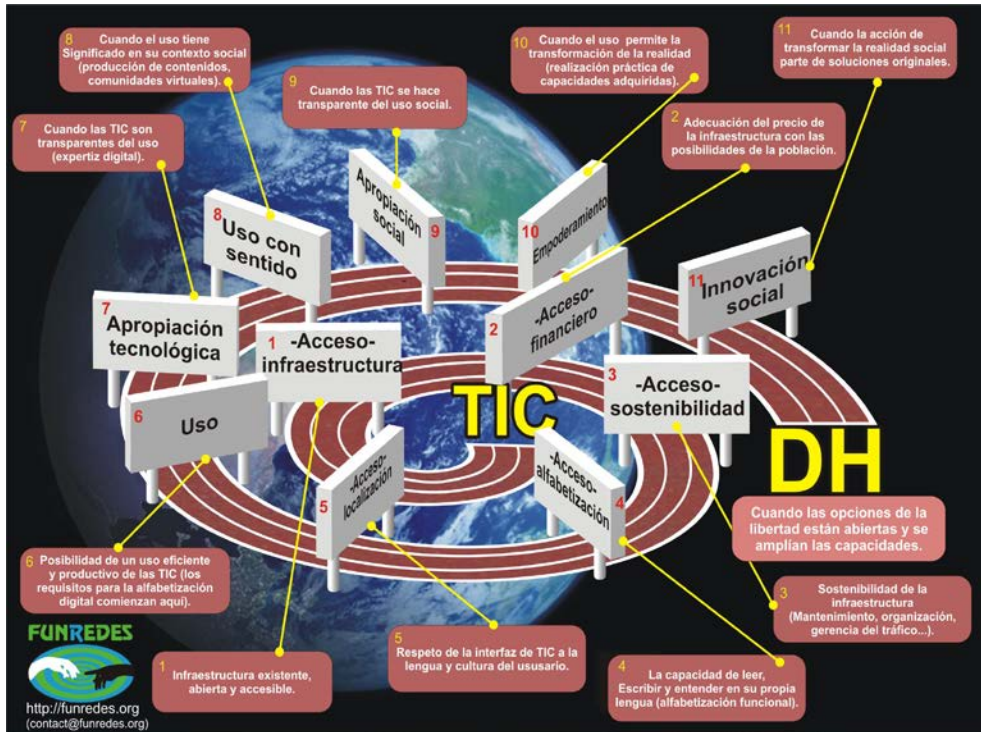 8
Cuando el uso tiene
Significado en su contexto social
(producción de contenidos,
comunidades virtuales).
9
Cuando las TIC se hace
transparente del uso social.
10
Cuando el uso permite la
transformación de la realidad
(realización práctica de
capacidades adquiridas).
11
Cuando la acción de
transformar la realidad social
parte de soluciones originales.
7
Cuando las TIC son
transparentes del uso
(expertiz digital).
2
Adecuación del precio de
la infraestructura con las
posibilidades de la población.
8
Uso con
sentido
Apropiación
social
9
10
Empoderamiento
11
Innovación
social
7
Apropiación
tecnológica
1
-Acceso-
infraestructura
2
-Acceso-
financiero
3
-Acceso-
sostenibilidad
6
Uso
TIC
DH
5
-Acceso-
localización
-Acceso-
alfabetización
4
Cuando las opciones de la
libertad están abiertas y se
amplían las capacidades.
6
Posibilidad de un uso eficiente
y productivo de las TIC (los
requisitos para la alfabetización
digital comienzan aquí).
3
Sostenibilidad de la
infraestructura
(Mantenimiento, organización,
gerencia del tráfico...).
FUNREDES
http://funredes.org
(contact@funredes.org)
1
Infraestructura existente,
abierta y accesible.
5
Respeto de la interfaz de TIC a la
lengua y cultura del ususario.
4
La capacidad de leer,
Escribir y entender en su propia
lengua (alfabetización funcional).